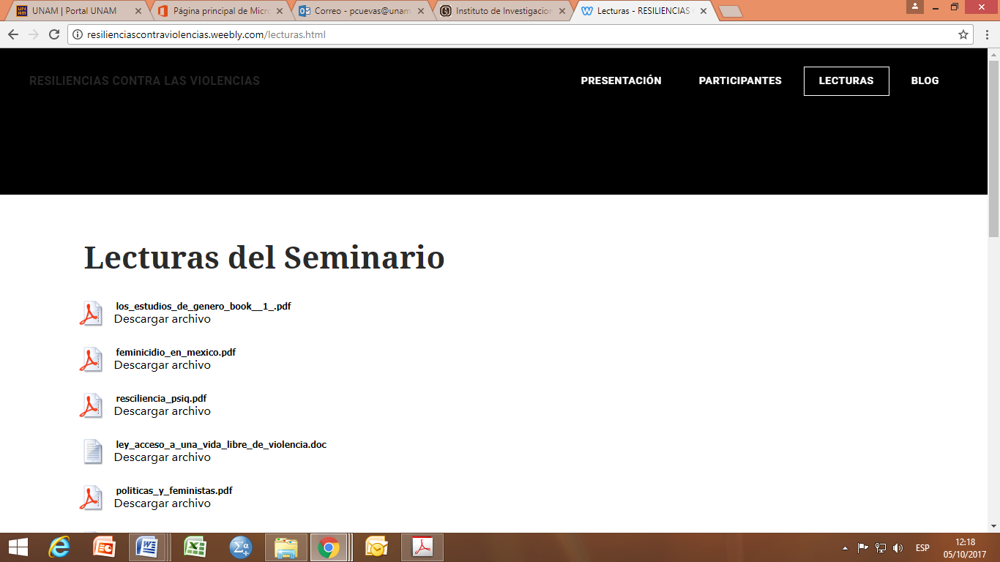 UNAM | Portal UNAM
Página principal de Micro
Correo - pcuevas@unam
Instituto de Investigacion
Lecturas - RESILIENCIAS
resilienciascontraviolencias.weebly.com/lecturas.html
RESILIENCIAS CONTRA LAS VIOLENCIAS
PRESENTACIÓN
PARTICIPANTES
LECTURAS
BLOG
Lecturas del Seminario
los_estudios_de_genero_book__1_.pdf
Descargar archivo
feminicidio_en_mexico.pdf
Descargar archivo
resciliencia_psiq.pdf
Descargar archivo
ley_acceso_a_una_vida_libre_de_violencia.doc
Descargar archivo
politicas_y_feministas.pdf
Descargar archivo
ESP
12:18
05/10/2017